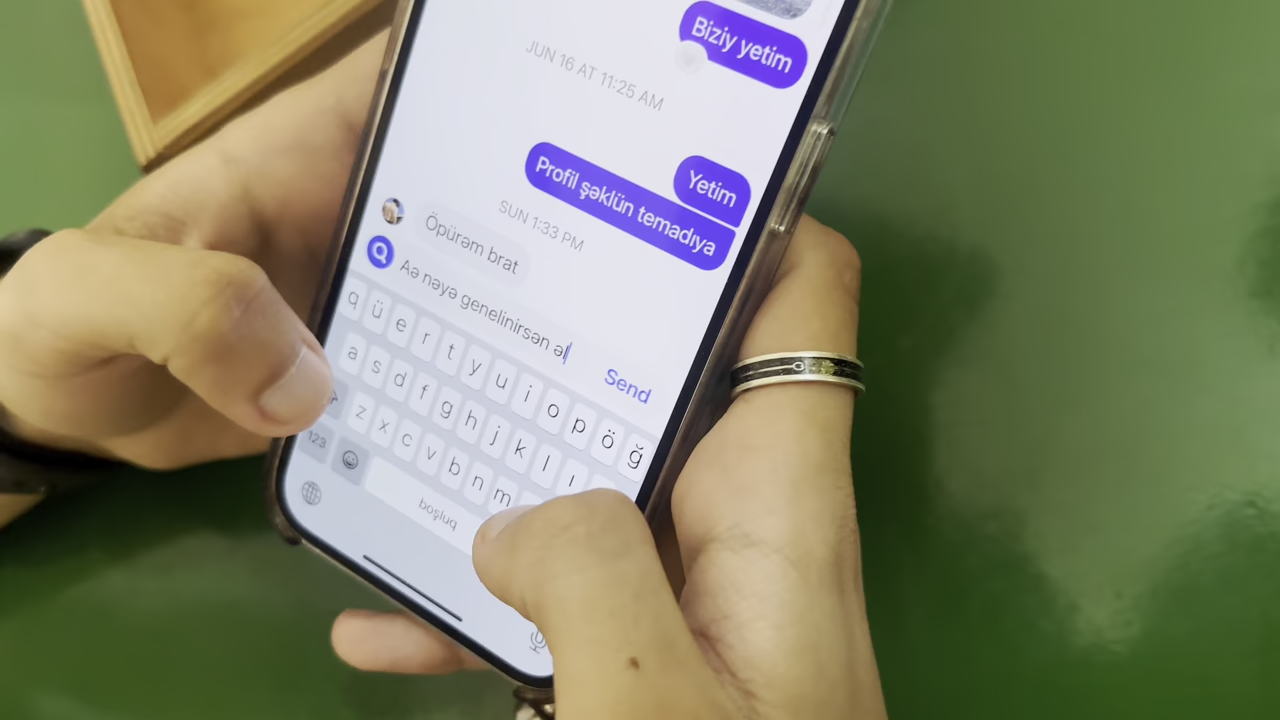 Biziy yetim
JUN 16 AT 11:25 AM
Yetim
Profil şəklün temadıya
SUN 1:33 PM
Öpürəm brat
Aə nəyə genelinirsən əl
Send
q ü e r t y u i o p ö ğ
a s d f g h j k l ı
z x c v b n m
123
boşluq